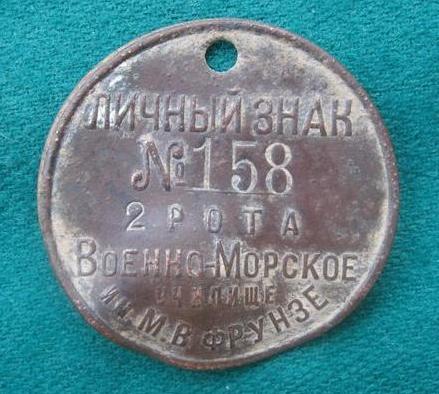 ЛИЧНЫЙ ЗНАК
№158
2 РОТА
ВОЕННО-МОРСКОЕ
УЧИЛИЩЕ
ИМ. М.В. ФРУНЗЕ